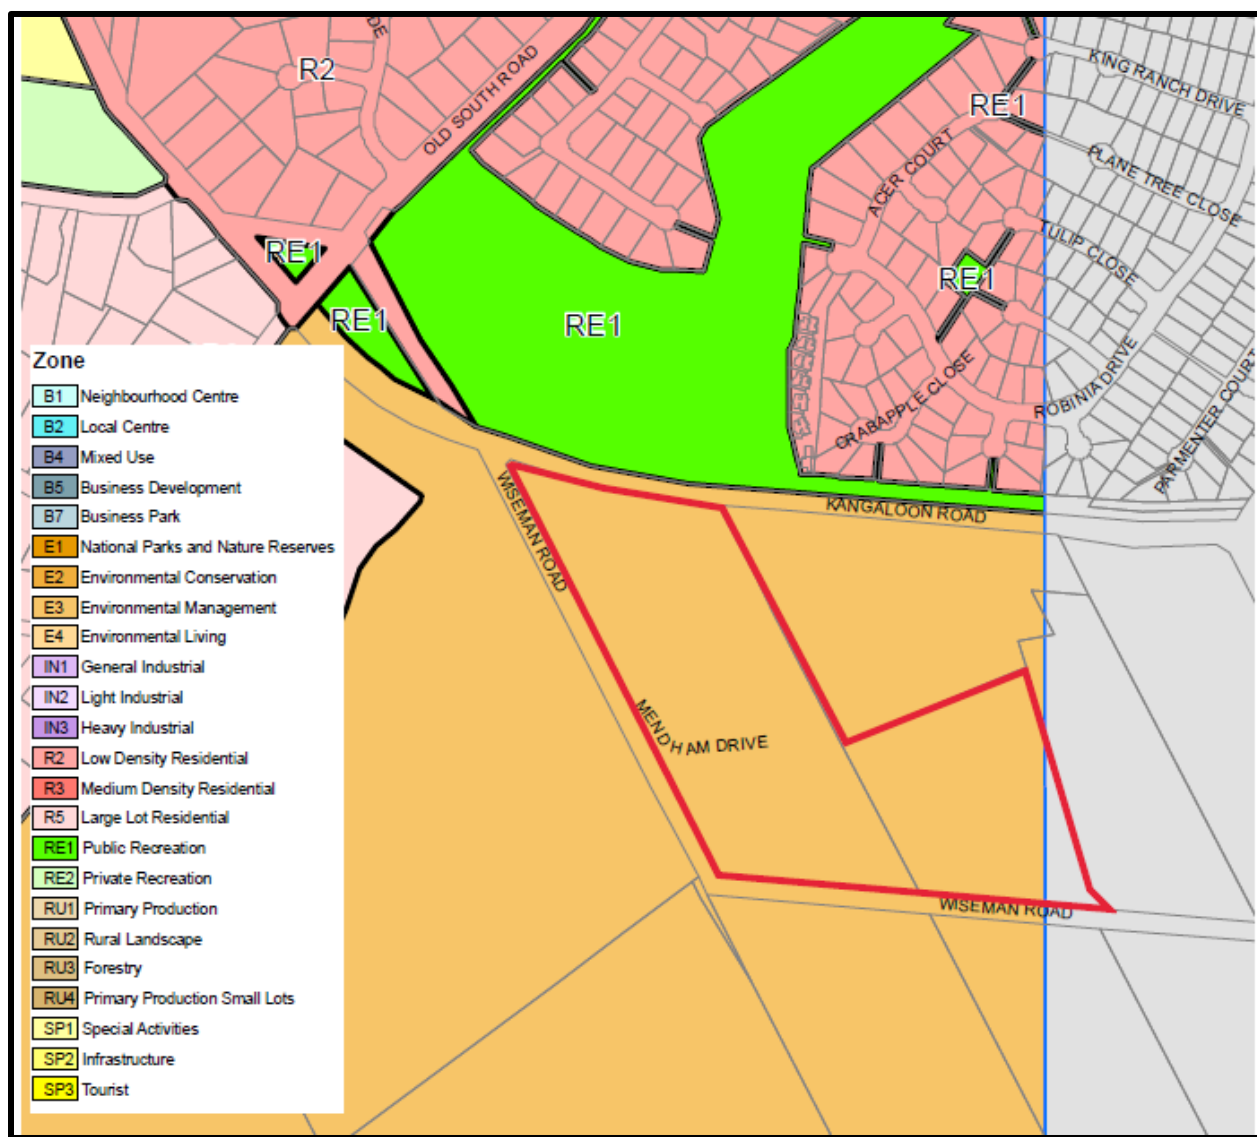 DE
R2
OLD SOUTH ROAD
KING RANCH DRIVE
RE1
PLANE TREE CLOSE
ACER COURT
TULIP CLOSE
RE1
RE1
RE1
RE1
ROBINIA DRIVE
CRABAPPLE CLOSE
PARMENTER COURT
KANGALOON ROAD
WISEMAN ROAD
MENDHAM DRIVE
WISEMAN ROAD
Zone
B1 Neighbourhood Centre
B2 Local Centre
B4 Mixed Use
B5 Business Development
B7 Business Park
E1 National Parks and Nature Reserves
E2 Environmental Conservation
E3 Environmental Management
E4 Environmental Living
IN1 General Industrial
IN2 Light Industrial
IN3 Heavy Industrial
R2 Low Density Residential
R3 Medium Density Residential
R5 Large Lot Residential
RE1 Public Recreation
RE2 Private Recreation
RU1 Primary Production
RU2 Rural Landscape
RU3 Forestry
RU4 Primary Production Small Lots
SP1 Special Activities
SP2 Infrastructure
SP3 Tourist